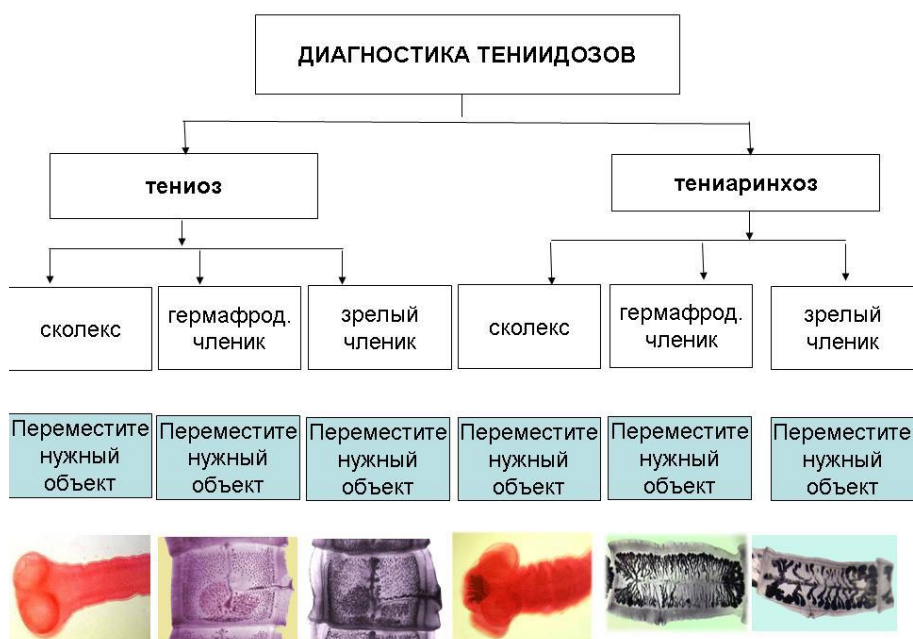 ДИАГНОСТИКА ТЕНИИДОЗОВ
тениоз
тениаринхоз
сколекс
гермафрод.
членик
зрелый
членик
сколекс
гермафрод.
членик
зрелый
членик
Переместите
нужный
объект
Переместите
нужный
объект
Переместите
нужный
объект
Переместите
нужный
объект
Переместите
нужный
объект
Переместите
нужный
объект